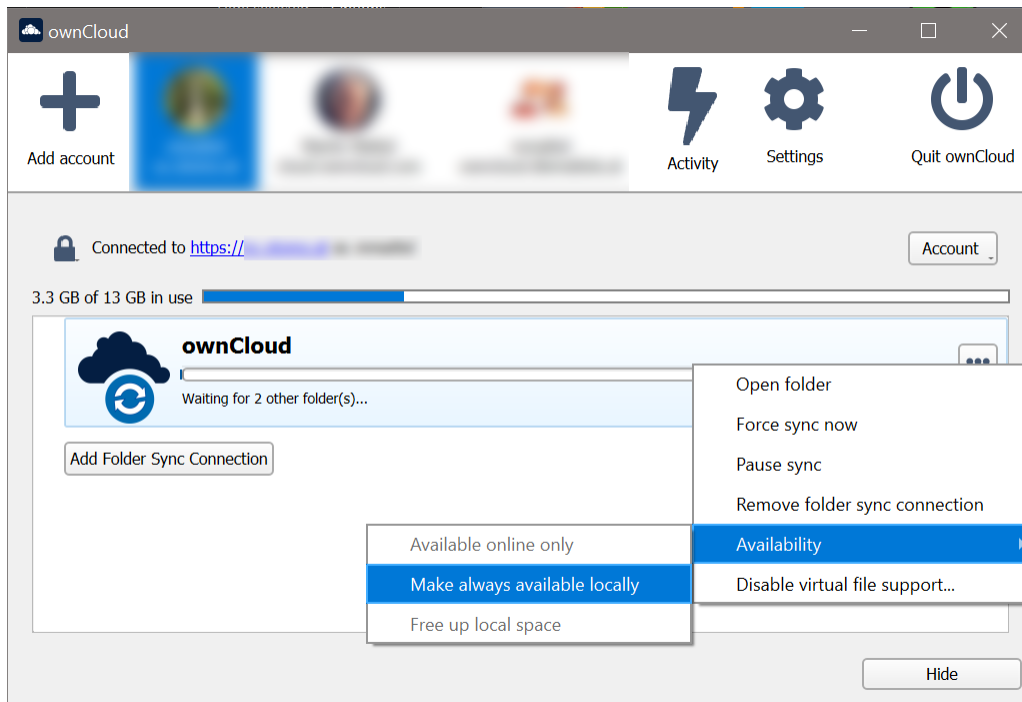 ownCloud
Add account
Activity
Settings
Quit ownCloud
Connected to https://
Account
3.3 GB of 13 GB in use
ownCloud
Waiting for 2 other folder(s)...
Add Folder Sync Connection
Open folder
Force sync now
Pause sync
Remove folder sync connection
Availability
Disable virtual file support...
Available online only
Make always available locally
Free up local space
Hide